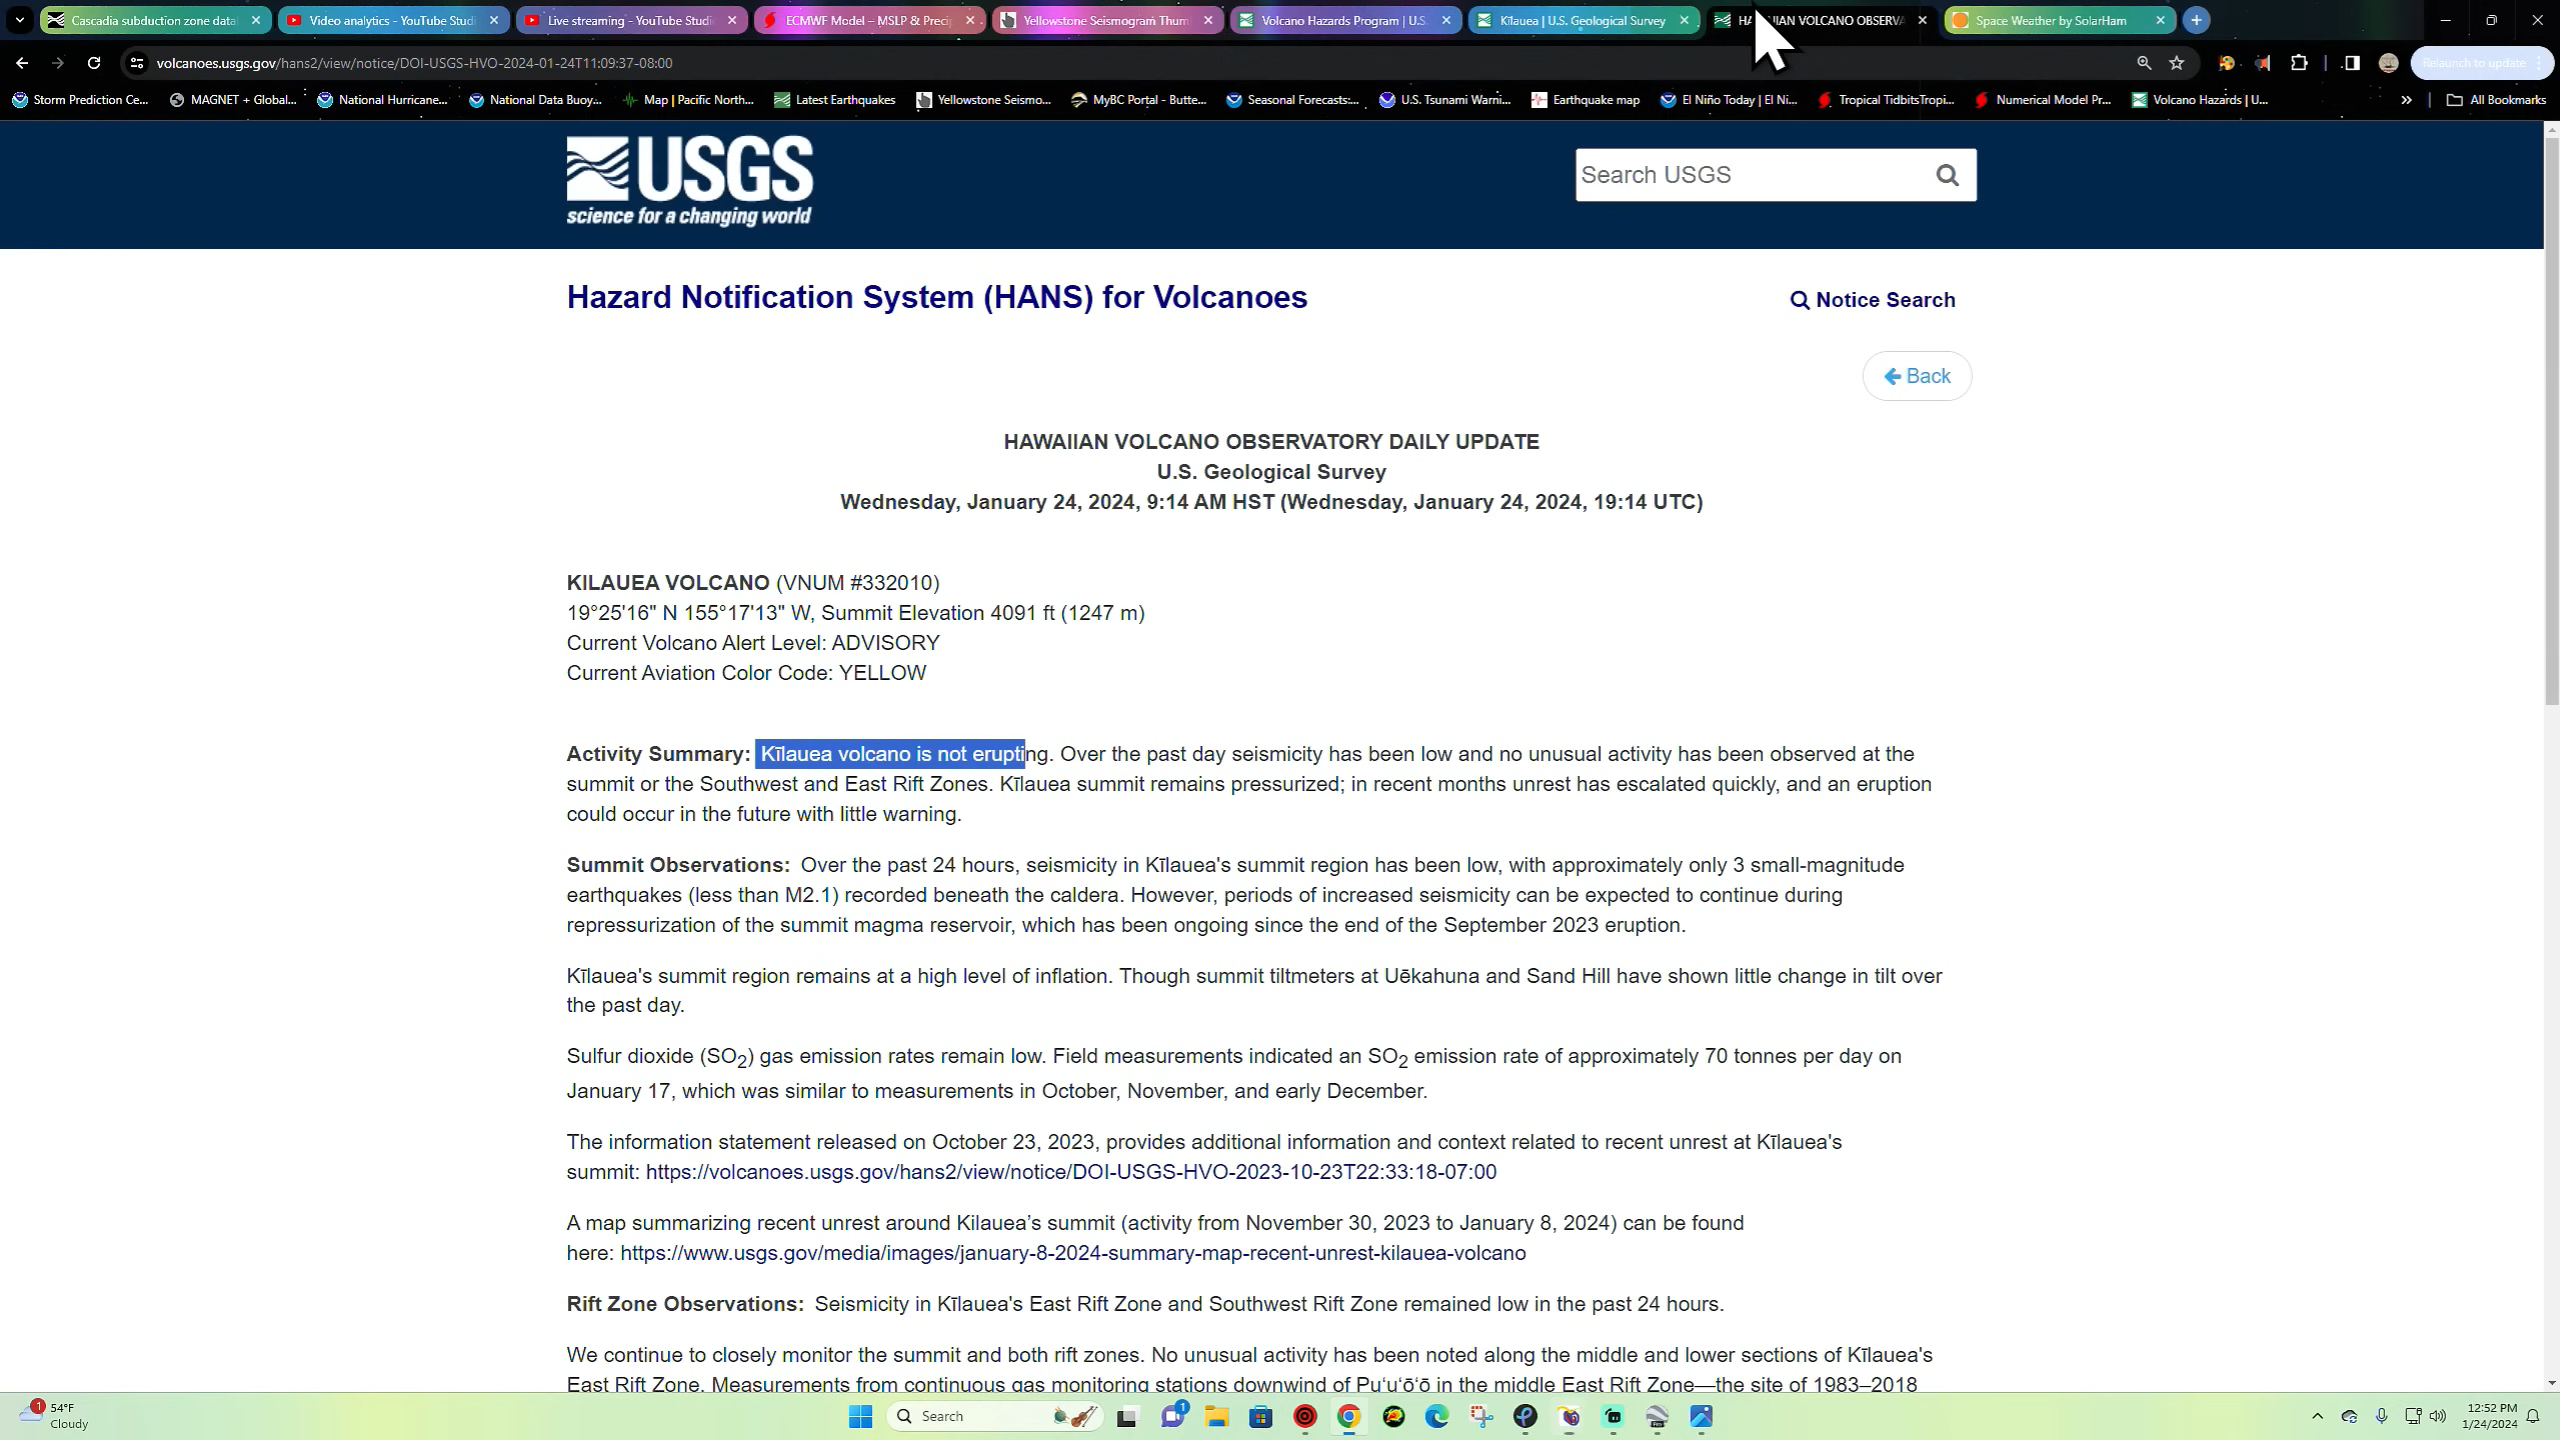 Cascadia subduction zone data
Video analytics - YouTube Studi
Live streaming - YouTube Studi
ECMWF Model – MSLP & Precip
Yellowstone Seismogram Thum
Volcano Hazards Program | U.S.
Kilauea | U.S. Geological Survey
IAN VOLCANO OBSERVA
Space Weather by SolarHam
volcanoes.usgs.gov/hans2/view/notice/DOI-USGS-HVO-2024-01-24T11:09:37-08:00
Relaunch to update
Storm Prediction Ce...
MAGNET + Global...
National Hurricane...
National Data Buoy...
Map | Pacific North...
Latest Earthquakes
Yellowstone Seismo...
MyBC Portal - Butte...
Seasonal Forecasts:...
U.S. Tsunami Warni...
Earthquake map
El Niño Today | El Ni...
Tropical TidbitsTropi...
Numerical Model Pr...
Volcano Hazards | U...
All Bookmarks
USGS
science for a changing world
Search USGS
Hazard Notification System (HANS) for Volcanoes
Notice Search
Back
HAWAIIAN VOLCANO OBSERVATORY DAILY UPDATE
U.S. Geological Survey
Wednesday, January 24, 2024, 9:14 AM HST (Wednesday, January 24, 2024, 19:14 UTC)
KILAUEA VOLCANO (VNUM #332010)
19°25'16" N 155°17'13" W, Summit Elevation 4091 ft (1247 m)
Current Volcano Alert Level: ADVISORY
Current Aviation Color Code: YELLOW
Activity Summary: Kīlauea volcano is not erupting. Over the past day seismicity has been low and no unusual activity has been observed at the
summit or the Southwest and East Rift Zones. Kīlauea summit remains pressurized; in recent months unrest has escalated quickly, and an eruption
could occur in the future with little warning.
Summit Observations: Over the past 24 hours, seismicity in Kīlauea's summit region has been low, with approximately only 3 small-magnitude
earthquakes (less than M2.1) recorded beneath the caldera. However, periods of increased seismicity can be expected to continue during
repressurization of the summit magma reservoir, which has been ongoing since the end of the September 2023 eruption.
Kīlauea's summit region remains at a high level of inflation. Though summit tiltmeters at Uēkahuna and Sand Hill have shown little change in tilt over
the past day.
Sulfur dioxide (SO2) gas emission rates remain low. Field measurements indicated an SO2 emission rate of approximately 70 tonnes per day on
January 17, which was similar to measurements in October, November, and early December.
The information statement released on October 23, 2023, provides additional information and context related to recent unrest at Kīlauea's
summit: https://volcanoes.usgs.gov/hans2/view/notice/DOI-USGS-HVO-2023-10-23T22:33:18-07:00
A map summarizing recent unrest around Kilauea’s summit (activity from November 30, 2023 to January 8, 2024) can be found
here: https://www.usgs.gov/media/images/january-8-2024-summary-map-recent-unrest-kilauea-volcano
Rift Zone Observations: Seismicity in Kīlauea's East Rift Zone and Southwest Rift Zone remained low in the past 24 hours.
We continue to closely monitor the summit and both rift zones. No unusual activity has been noted along the middle and lower sections of Kīlauea's
East Rift Zone. Measurements from continuous gas monitoring stations downwind of Puʻuʻōʻō in the middle East Rift Zone—the site of 1983–2018
1
54°F
Cloudy
Search
1
12:52 PM
1/24/2024